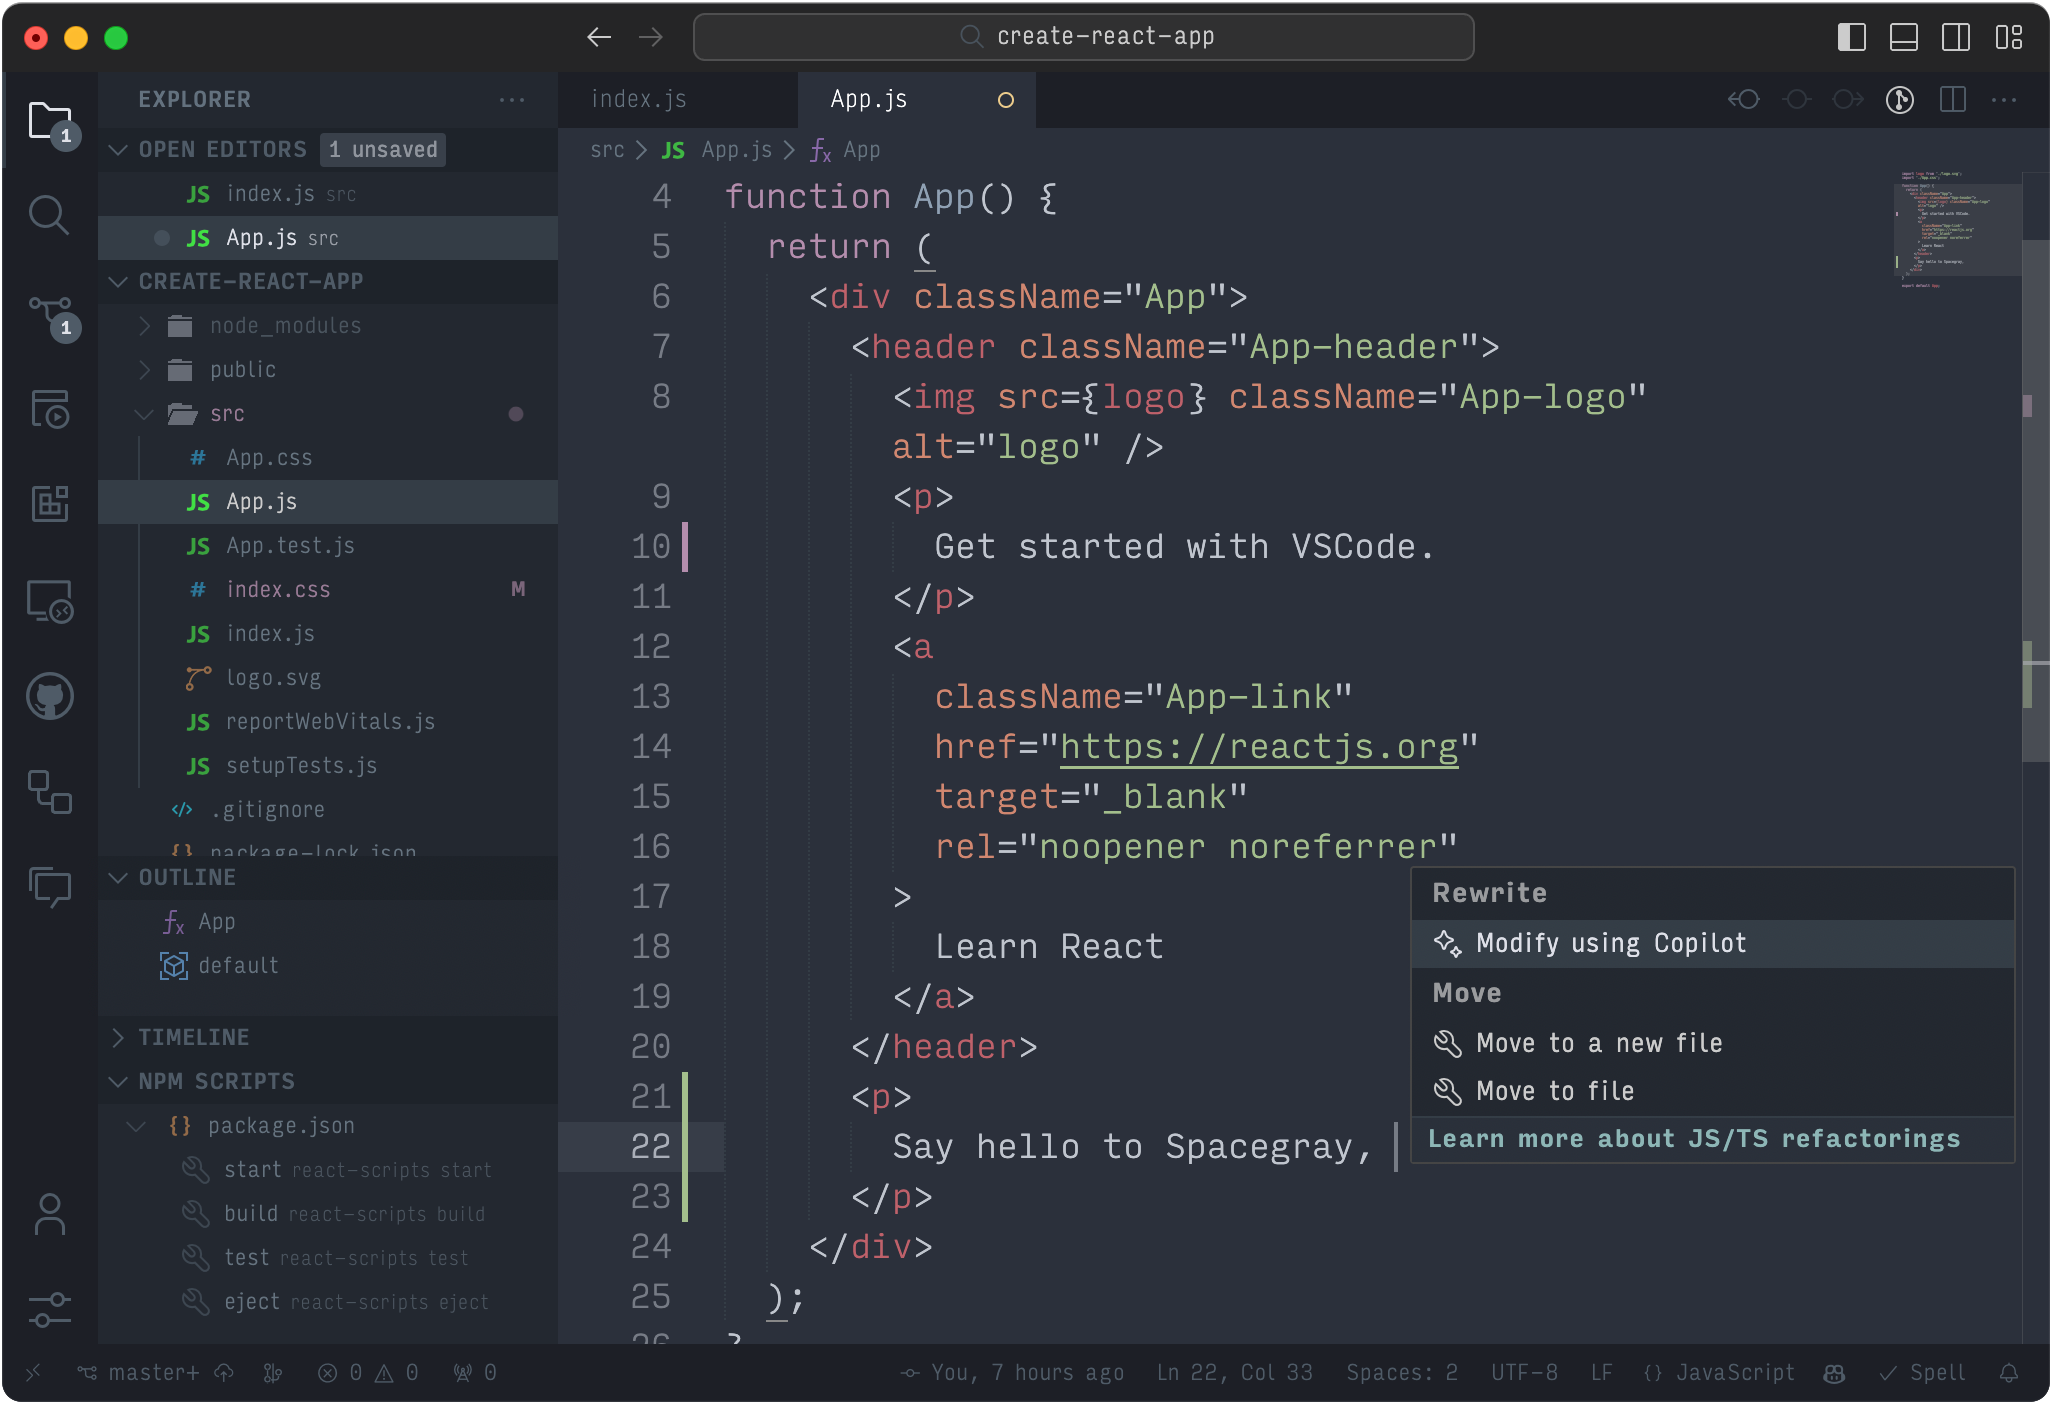 create-react-app
EXPLORER
OPEN EDITORS 1 unsaved
JS index.js src
JS App.js src
CREATE-REACT-APP
node_modules
public
src
# App.css
JS App.js
JS App.test.js
# index.css M
JS index.js
logo.svg
JS reportWebVitals.js
JS setupTests.js
</> .gitignore
{} package-lock.json
OUTLINE
App
default
TIMELINE
NPM SCRIPTS
{} package.json
start react-scripts start
build react-scripts build
test react-scripts test
eject react-scripts eject
1
1
index.js App.js
src > JS App.js > fx App
4 function App() {
5 return (
6 <div className="App">
7 <header className="App-header">
8 <img src={logo} className="App-logo"
alt="logo" />
9 <p>
10 Get started with VSCode.
11 </p>
12 <a
13 className="App-link"
14 href="https://reactjs.org"
15 target="_blank"
16 rel="noopener noreferrer"
17 >
18 Learn React
19 </a>
20 </header>
21 <p>
22 Say hello to Spacegray,
23 </p>
24 </div>
25 );
26 }
Rewrite
Modify using Copilot
Move
Move to a new file
Move to file
Learn more about JS/TS refactorings
master+ 0 0 0 You, 7 hours ago Ln 22, Col 33 Spaces: 2 UTF-8 LF {} JavaScript Spell